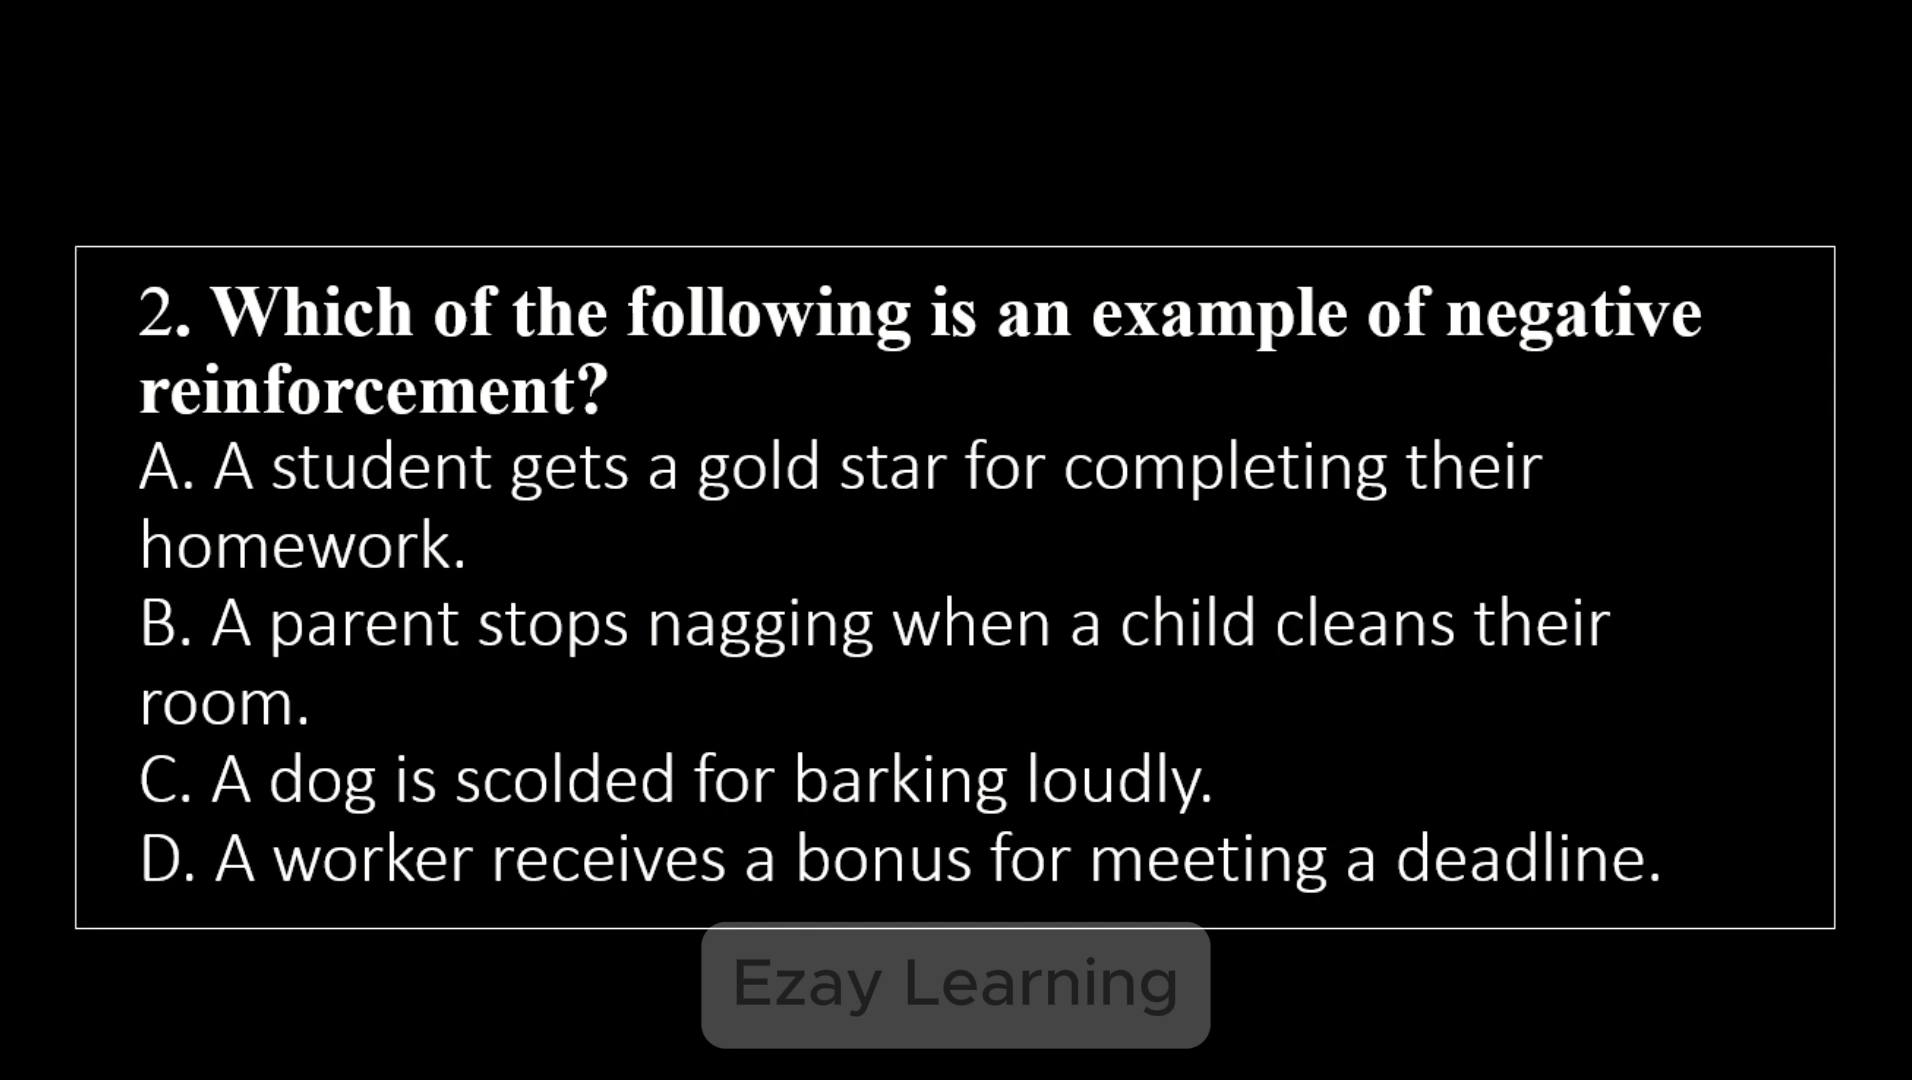 2. Which of the following is an example of negative
reinforcement?
A. A student gets a gold star for completing their
homework.
B. A parent stops nagging when a child cleans their
room.
C. A dog is scolded for barking loudly.
D. A worker receives a bonus for meeting a deadline.
Ezay Learning